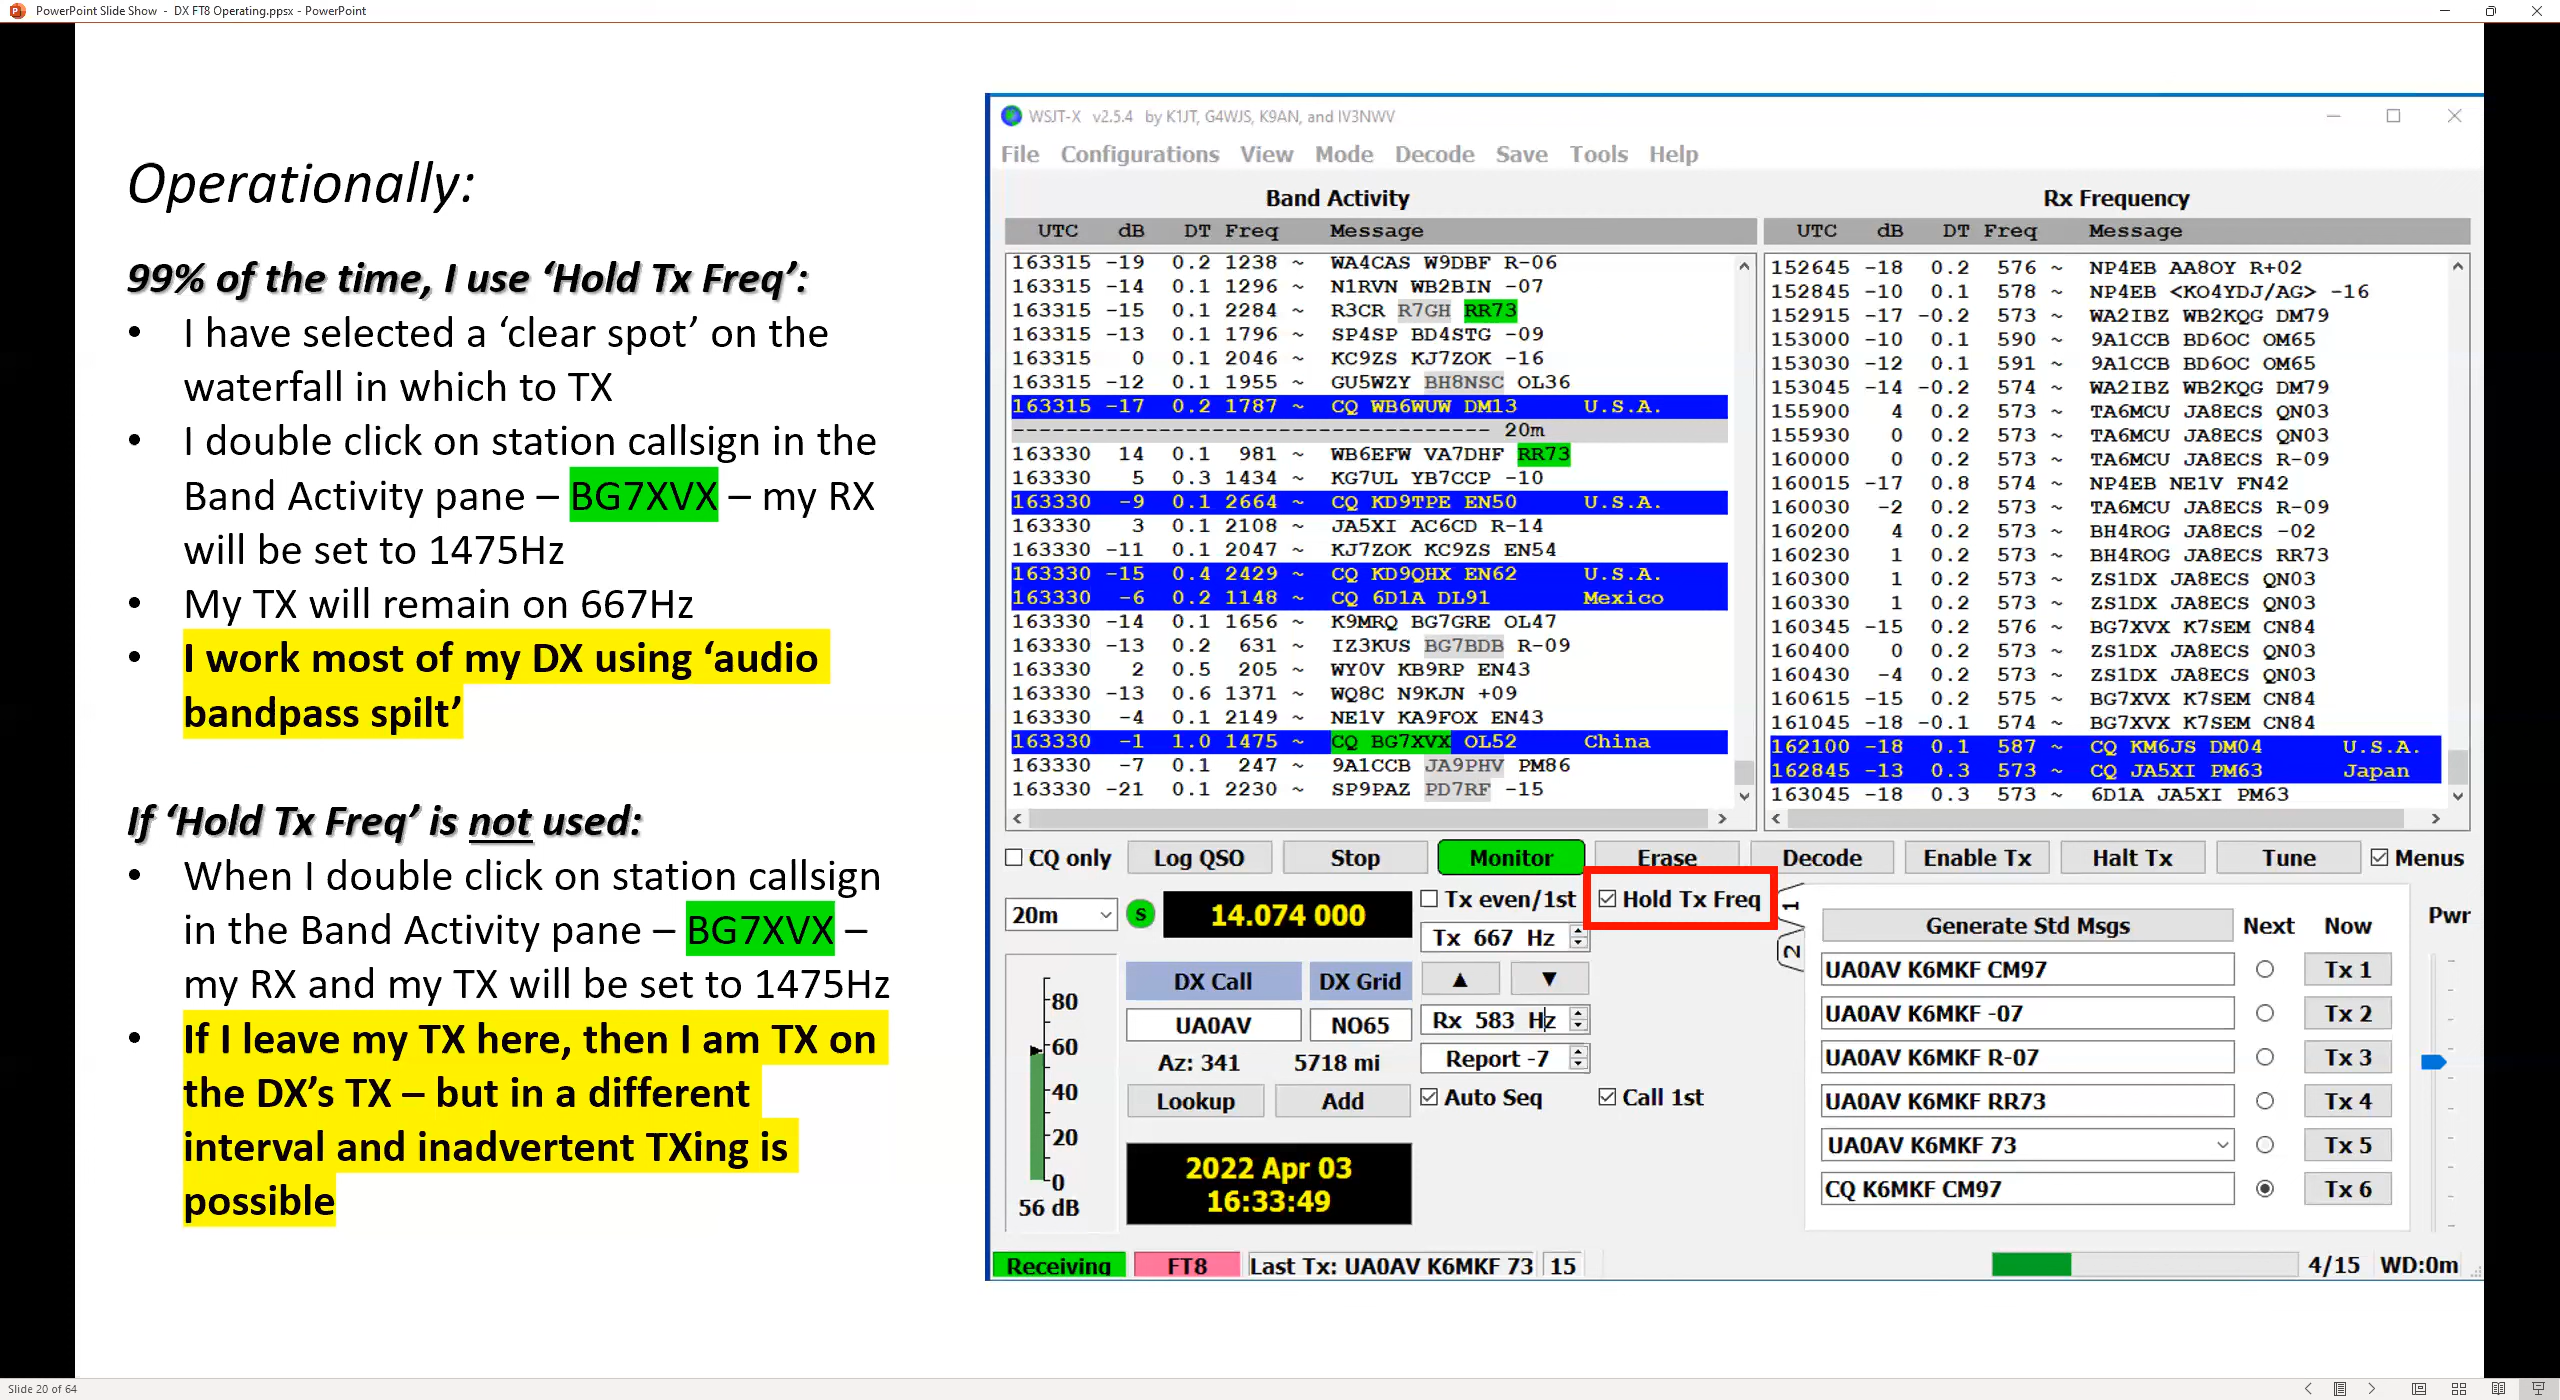 PowerPoint Slide Show - DX FT8 Operating.ppsx - PowerPoint
Operationally:
99% of the time, I use ‘Hold Tx Freq’:
• I have selected a ‘clear spot’ on the
waterfall in which to TX
• I double click on station callsign in the
Band Activity pane – BG7XVX – my RX
will be set to 1475Hz
• My TX will remain on 667Hz
• I work most of my DX using ‘audio
bandpass spilt’
If ‘Hold Tx Freq’ is not used:
• When I double click on station callsign
in the Band Activity pane – BG7XVX –
my RX and my TX will be set to 1475Hz
• If I leave my TX here, then I am TX on
the DX’s TX – but in a different
interval and inadvertent TXing is
possible
WSJT-X v2.5.4 by K1JT, G4WJS, K9AN, and IV3NWV
File Configurations View Mode Decode Save Tools Help
Band Activity
UTC dB DT Freq Message
163315 -19 0.2 1238 ~ WA4CAS W9DBF R-06
163315 -14 0.1 1296 ~ N1RVN WB2BIN -07
163315 -15 0.1 2284 ~ R3CR R7GH RR73
163315 -13 0.1 1796 ~ SP4SP BD4STG -09
163315 0 0.1 2046 ~ KC9ZS KJ7ZOK -16
163315 -12 0.1 1955 ~ GU5WZY BH8NSC OL36
163315 -17 0.2 1787 ~ CQ WB6WUW DM13 U.S.A.
------------------------------------ 20m
163330 14 0.1 981 ~ WB6EFW VA7DHF RR73
163330 5 0.3 1434 ~ KG7UL YB7CCP -10
163330 -9 0.1 2664 ~ CQ KD9TPE EN50 U.S.A.
163330 3 0.1 2108 ~ JA5XI AC6CD R-14
163330 -11 0.1 2047 ~ KJ7ZOK KC9ZS EN54
163330 -15 0.4 2429 ~ CQ KD9QHX EN62 U.S.A.
163330 -6 0.2 1148 ~ CQ 6D1A DL91 Mexico
163330 -14 0.1 1656 ~ K9MRQ BG7GRE OL47
163330 -13 0.2 631 ~ IZ3KUS BG7BDB R-09
163330 2 0.5 205 ~ WY0V KB9RP EN43
163330 -13 0.6 1371 ~ WQ8C N9KJN +09
163330 -4 0.1 2149 ~ NE1V KA9FOX EN43
163330 -1 1.0 1475 ~ CQ BG7XVX OL52 China
163330 -7 0.1 247 ~ 9A1CCB JA9PHV PM86
163330 -21 0.1 2230 ~ SP9PAZ PD7RF -15
Rx Frequency
UTC dB DT Freq Message
152645 -18 0.2 576 ~ NP4EB AA8OY R+02
152845 -10 0.1 578 ~ NP4EB <KO4YDJ/AG> -16
152915 -17 -0.2 573 ~ WA2IBZ WB2KQG DM79
153000 -10 0.1 590 ~ 9A1CCB BD6OC OM65
153030 -12 0.1 591 ~ 9A1CCB BD6OC OM65
153045 -14 -0.2 574 ~ WA2IBZ WB2KQG DM79
155900 4 0.2 573 ~ TA6MCU JA8ECS QN03
155930 0 0.2 573 ~ TA6MCU JA8ECS QN03
160000 0 0.2 573 ~ TA6MCU JA8ECS R-09
160015 -17 0.8 574 ~ NP4EB NE1V FN42
160030 -2 0.2 573 ~ TA6MCU JA8ECS R-09
160200 4 0.2 573 ~ BH4ROG JA8ECS -02
160230 1 0.2 573 ~ BH4ROG JA8ECS RR73
160300 1 0.2 573 ~ ZS1DX JA8ECS QN03
160330 1 0.2 573 ~ ZS1DX JA8ECS QN03
160345 -15 0.2 576 ~ BG7XVX K7SEM CN84
160400 0 0.2 573 ~ ZS1DX JA8ECS QN03
160430 -4 0.2 573 ~ ZS1DX JA8ECS QN03
160615 -15 0.2 575 ~ BG7XVX K7SEM CN84
161045 -18 -0.1 574 ~ BG7XVX K7SEM CN84
162100 -18 0.1 587 ~ CQ KM6JS DM04 U.S.A.
162845 -13 0.3 573 ~ CQ JA5XI PM63 Japan
163045 -18 0.3 573 ~ 6D1A JA5XI PM63
CQ only Log QSO Stop Monitor Erase Decode Enable Tx Halt Tx Tune Menus
20m S 14.074 000 Tx even/1st Hold Tx Freq
Tx 667 Hz
DX Call DX Grid
UA0AV NO65 Rx 583 Hz
Az: 341 5718 mi Report -7
Lookup Add Auto Seq Call 1st
2022 Apr 03
16:33:49
80
60
40
20
0
56 dB
1
2
Generate Std Msgs Next Now Pwr
UA0AV K6MKF CM97 Tx 1
UA0AV K6MKF -07 Tx 2
UA0AV K6MKF R-07 Tx 3
UA0AV K6MKF RR73 Tx 4
UA0AV K6MKF 73 Tx 5
CQ K6MKF CM97 Tx 6
Receiving FT8 Last Tx: UA0AV K6MKF 73 15 4/15 WD:0m
Slide 20 of 64